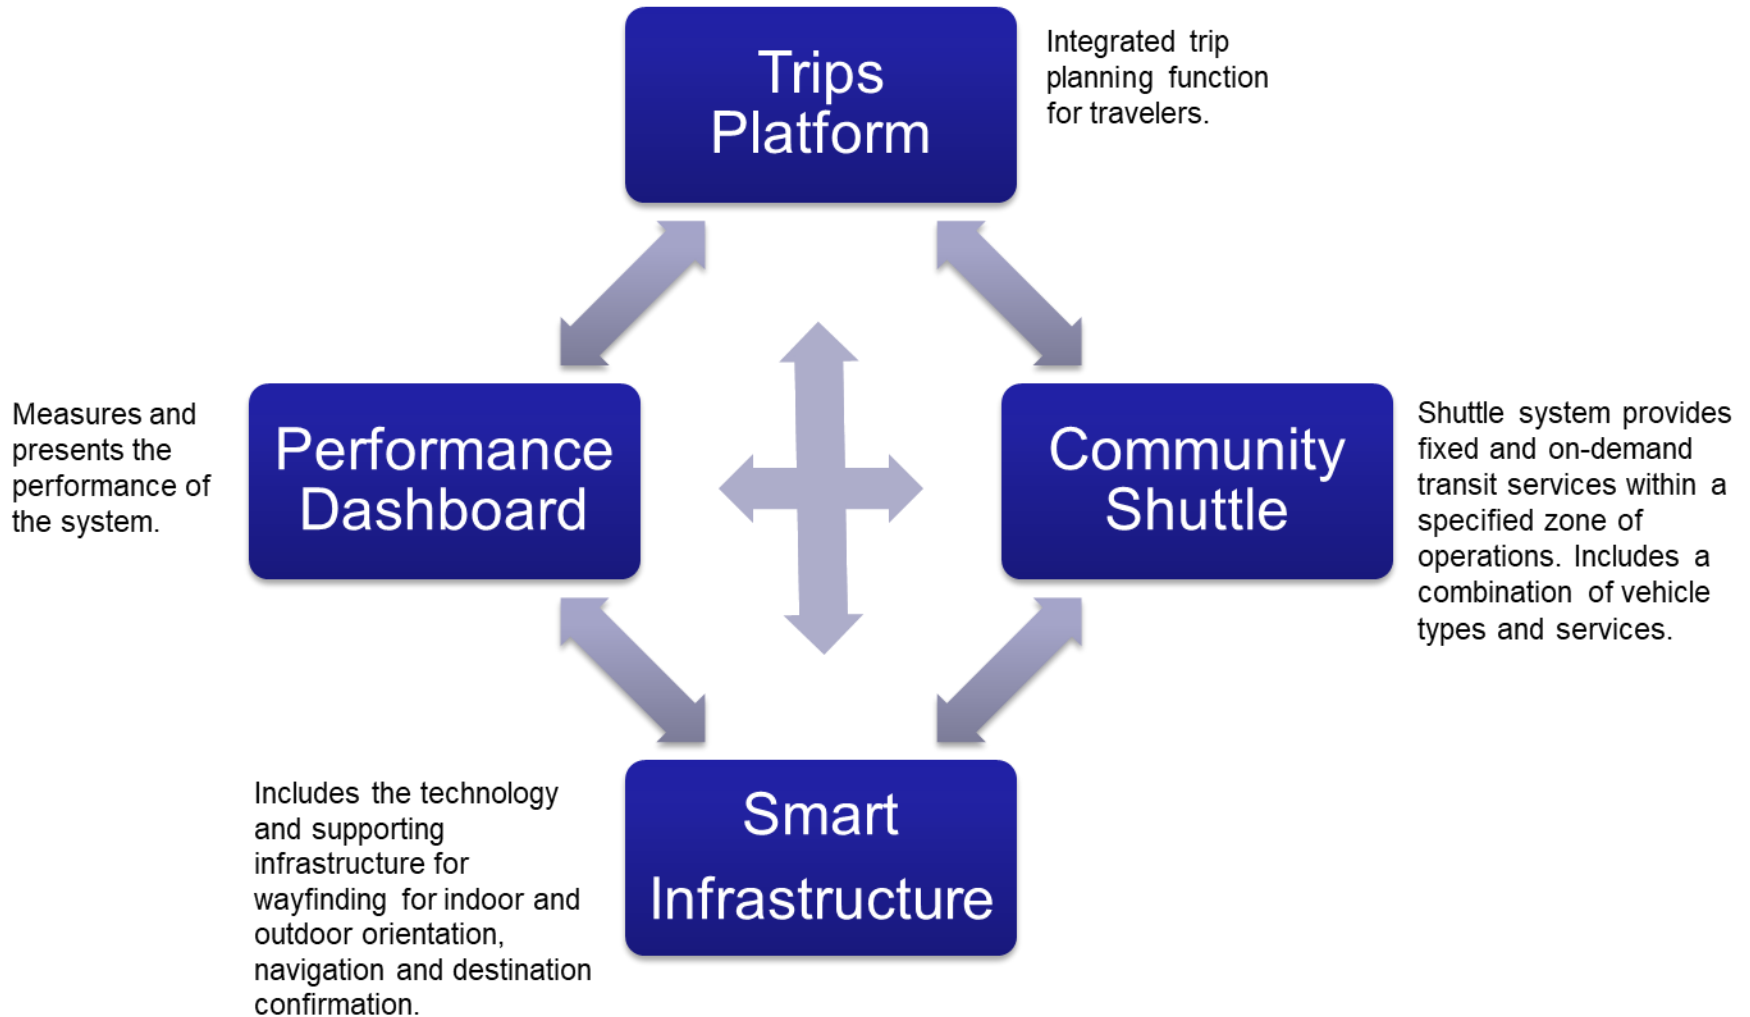 Trips
Platform
Integrated trip
planning function
for travelers.
Measures and
presents the
performance of
the system.
Performance
Dashboard
Community
Shuttle
Shuttle system provides
fixed and on-demand
transit services within a
specified zone of
operations. Includes a
combination of vehicle
types and services.
Includes the technology
and supporting
infrastructure for
wayfinding for indoor and
outdoor orientation,
navigation and destination
confirmation.
Smart
Infrastructure